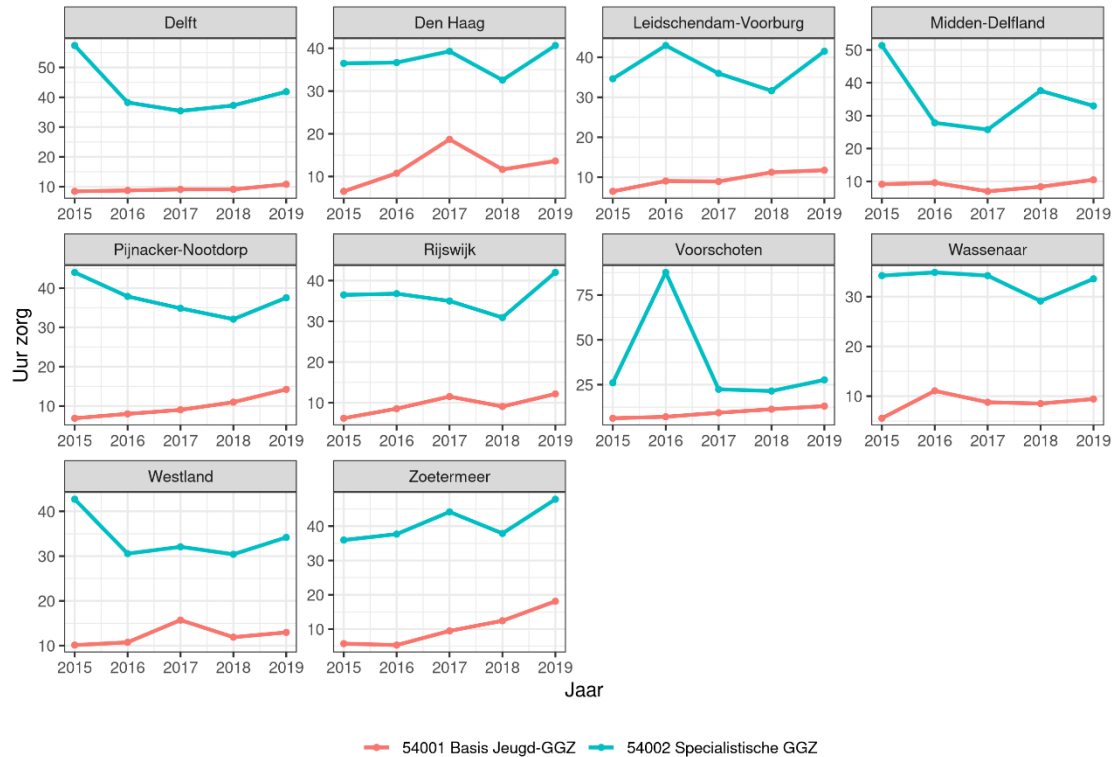 Delft
Den Haag
Leidschendam-Voorburg
Midden-Delfland
50
40
30
20
10
2015 2016 2017 2018 2019
40
30
20
10
2015 2016 2017 2018 2019
40
30
20
10
2015 2016 2017 2018 2019
50
40
30
20
10
2015 2016 2017 2018 2019
Pijnacker-Nootdorp
Rijswijk
Voorschoten
Wassenaar
Uur zorg
40
30
20
10
2015 2016 2017 2018 2019
40
30
20
10
2015 2016 2017 2018 2019
75
50
25
2015 2016 2017 2018 2019
30
20
10
2015 2016 2017 2018 2019
Westland
Zoetermeer
40
30
20
10
2015 2016 2017 2018 2019
40
30
20
10
2015 2016 2017 2018 2019
Jaar
54001 Basis Jeugd-GGZ 54002 Specialistische GGZ